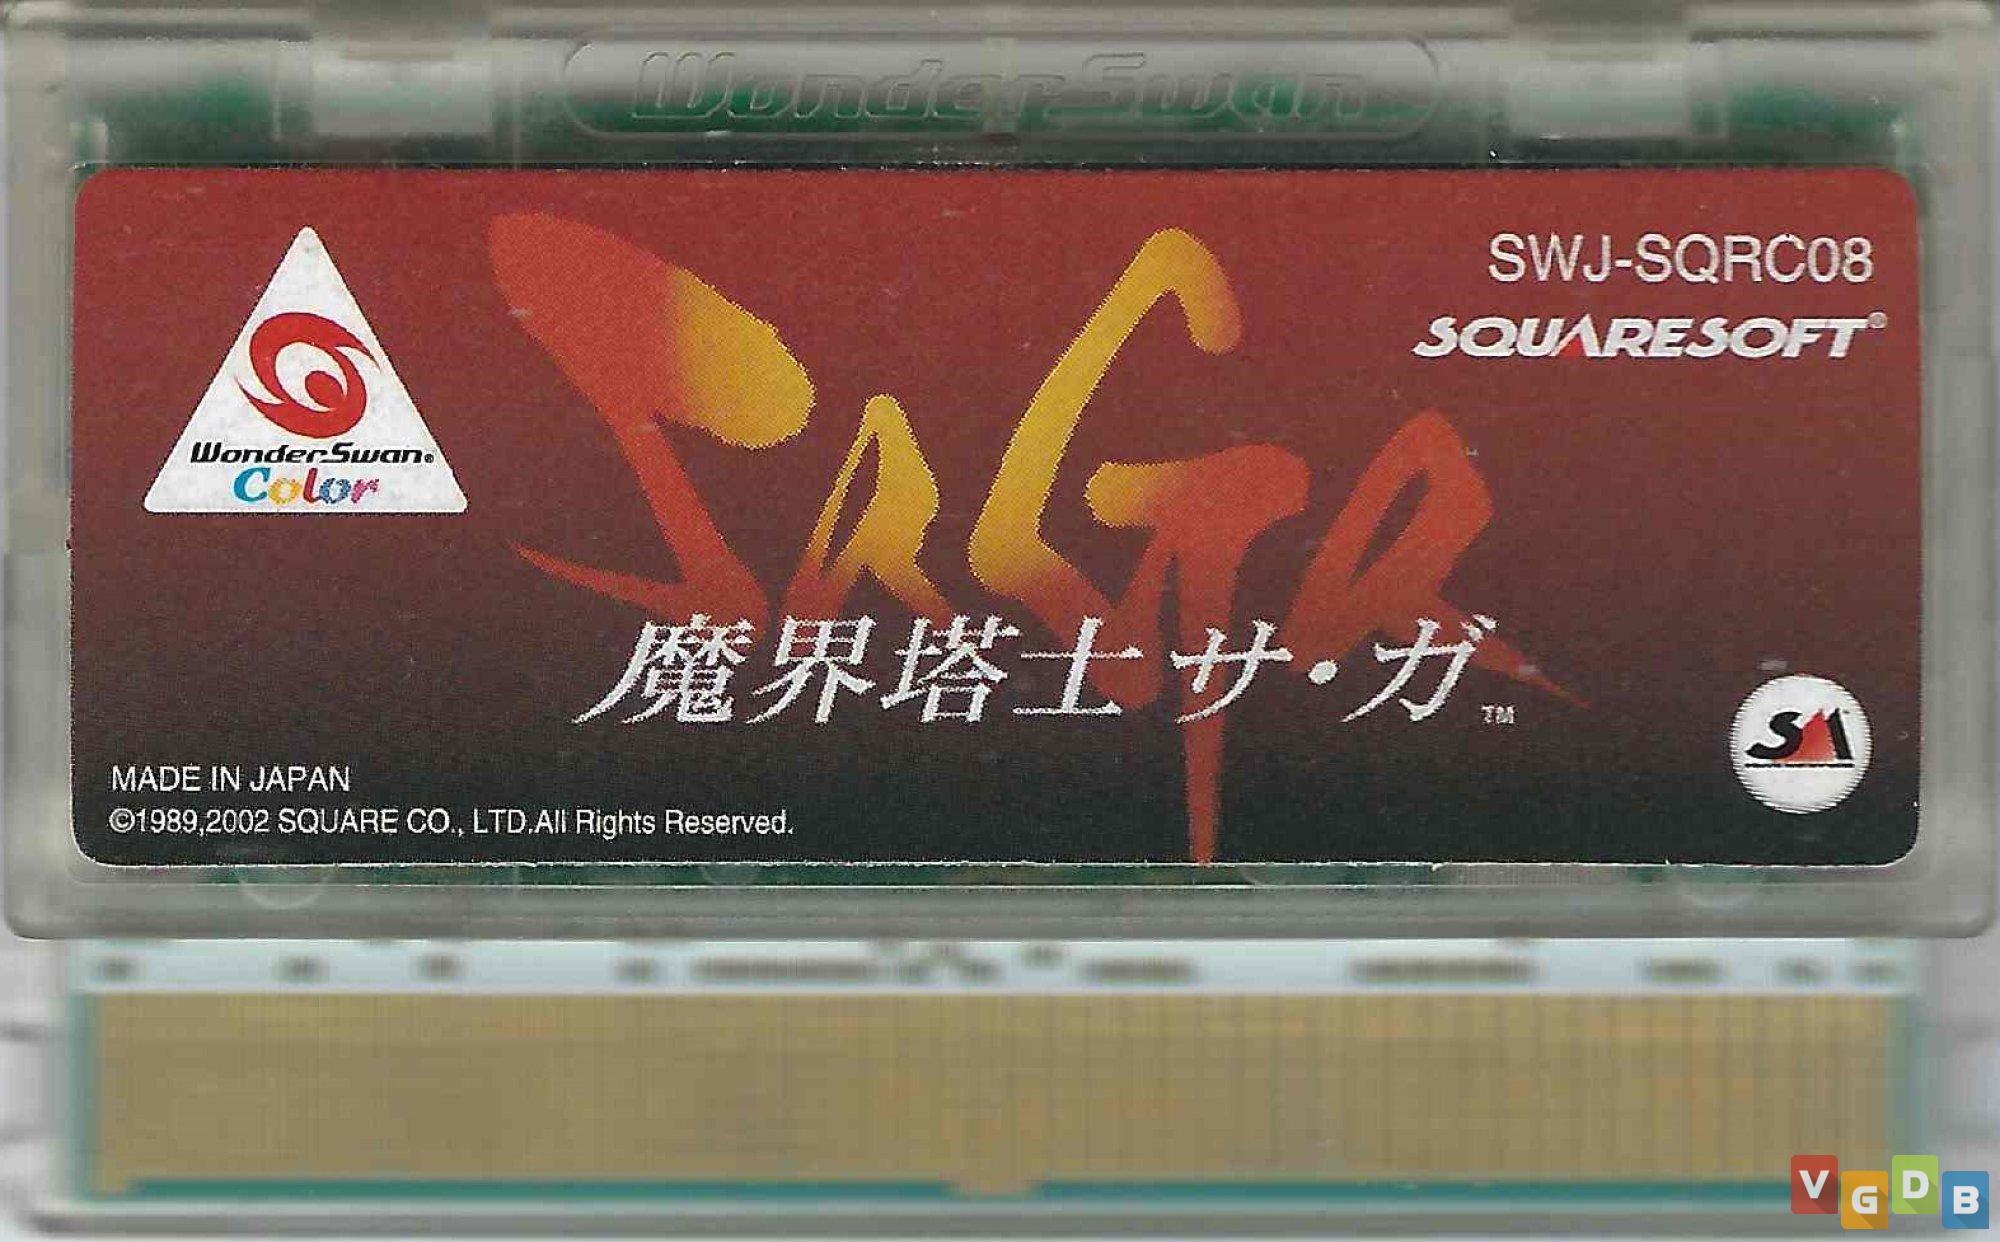 WonderSwan
SWJ-SQRC08
SQUARESOFT®
WonderSwan®
Color
SaGa
魔界塔士サ・ガ™
SM
MADE IN JAPAN
©1989,2002 SQUARE CO., LTD.All Rights Reserved.
VGDB